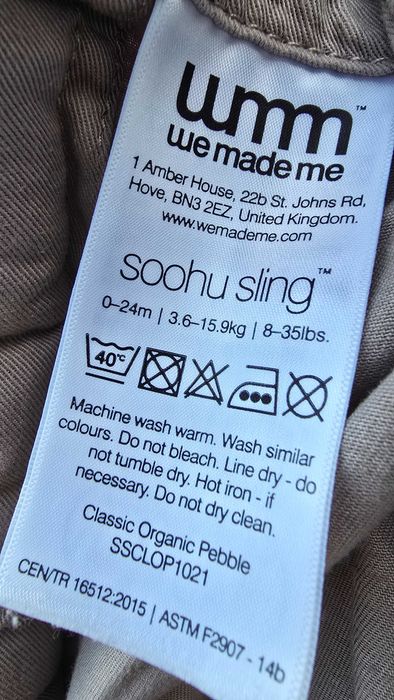 wmm™
we made me
1 Amber House, 22b St. Johns Rd,
Hove, BN3 2EZ, United Kingdom.
www.wemademe.com
soohu sling™
0–24m | 3.6–15.9kg | 8–35lbs.
40°C
Machine wash warm. Wash similar
colours. Do not bleach. Line dry - do
not tumble dry. Hot iron - if
necessary. Do not dry clean.
Classic Organic Pebble
SSCLOP1021
CEN/TR 16512:2015 | ASTM F2907 - 14b